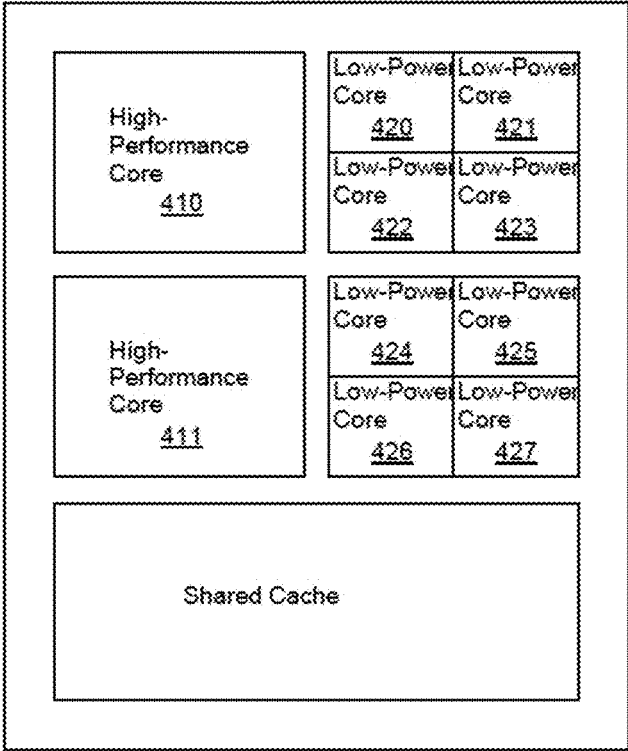 High-
Performance
Core
410
Low-Power
Core
420
Low-Power
Core
421
Low-Power
Core
422
Low-Power
Core
423
High-
Performance
Core
411
Low-Power
Core
424
Low-Power
Core
425
Low-Power
Core
426
Low-Power
Core
427
Shared Cache